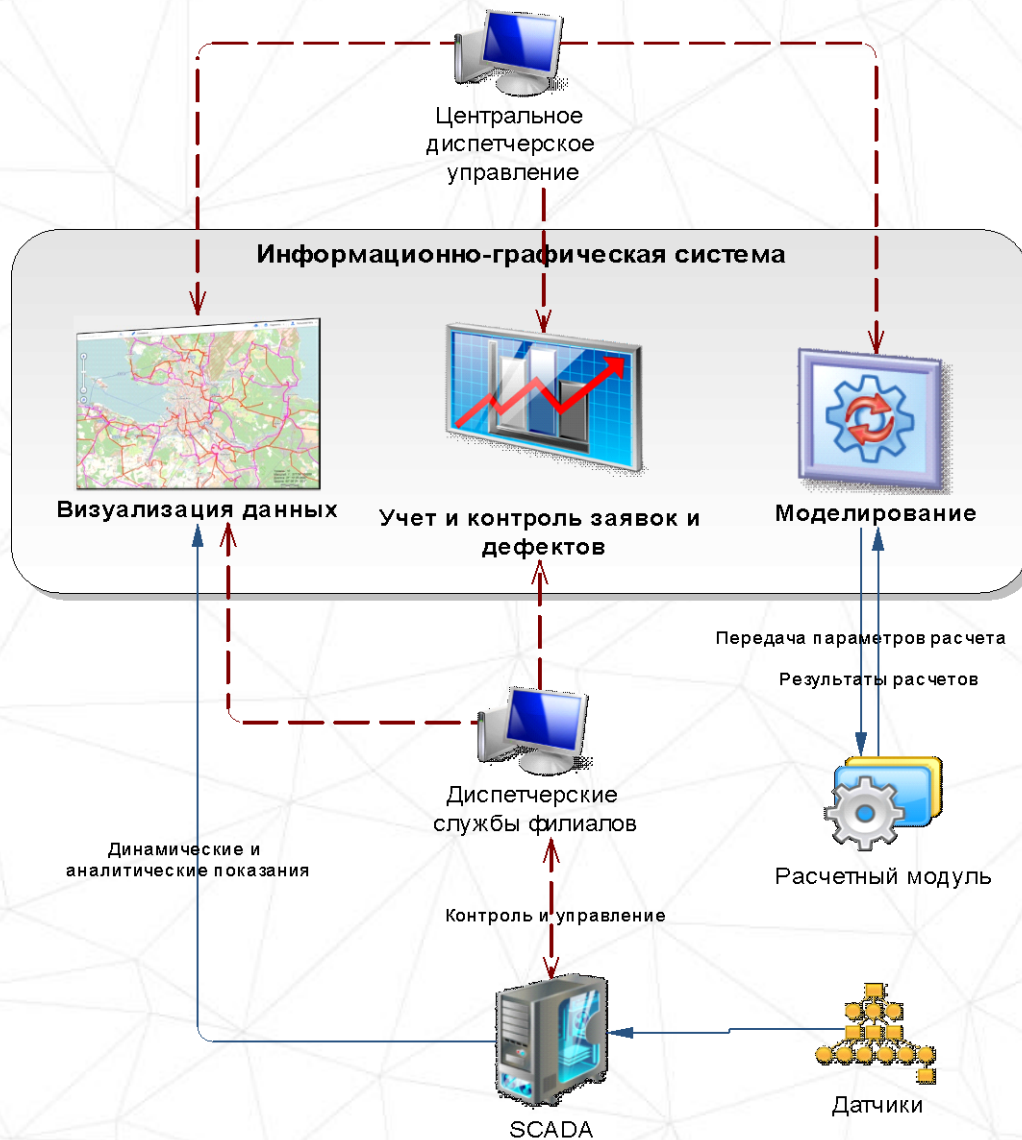 Центральное
диспетчерское
управление
Информационно-графическая система
Визуализация данных
Учет и контроль заявок и
дефектов
Моделирование
Передача параметров расчета
Результаты расчетов
Диспетчерские
службы филиалов
Расчетный модуль
Динамические и
аналитические показания
Контроль и управление
SCADA
Датчики